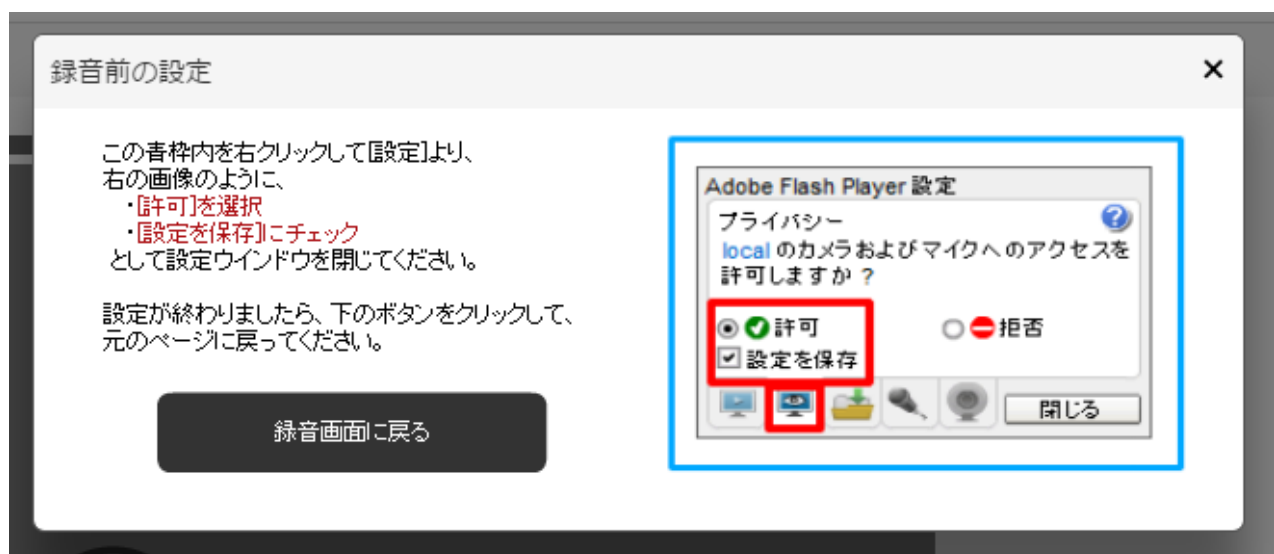 録音前の設定
×
この青枠内を右クリックして[設定]より、
右の画像のように、
・[許可]を選択
・[設定を保存]にチェック
として設定ウインドウを閉じてください。
設定が終わりましたら、下のボタンをクリックして、
元のページに戻ってください。
録音画面に戻る
Adobe Flash Player 設定
プライバシー
?
local のカメラおよびマイクへのアクセスを
許可しますか ?
許可
拒否
設定を保存
閉じる